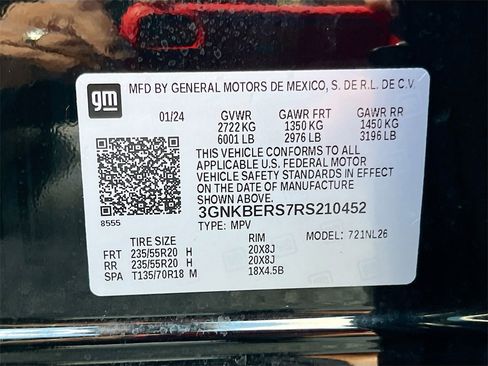 MFD BY GENERAL MOTORS DE MEXICO, S. DE R.L. DE C.V.
gm
01/24 GVWR GAWR FRT GAWR RR
2722 KG 1350 KG 1450 KG
6001 LB 2976 LB 3196 LB
THIS VEHICLE CONFORMS TO ALL
APPLICABLE U.S. FEDERAL MOTOR
VEHICLE SAFETY STANDARDS IN EFFECT
ON THE DATE OF MANUFACTURE
SHOWN ABOVE.
3GNKBERS7RS210452
8555
TYPE: MPV MODEL: 721NL26
TIRE SIZE RIM
FRT 235/55R20 H 20X8J
RR 235/55R20 H 20X8J
SPA T135/70R18 M 18X4.5B